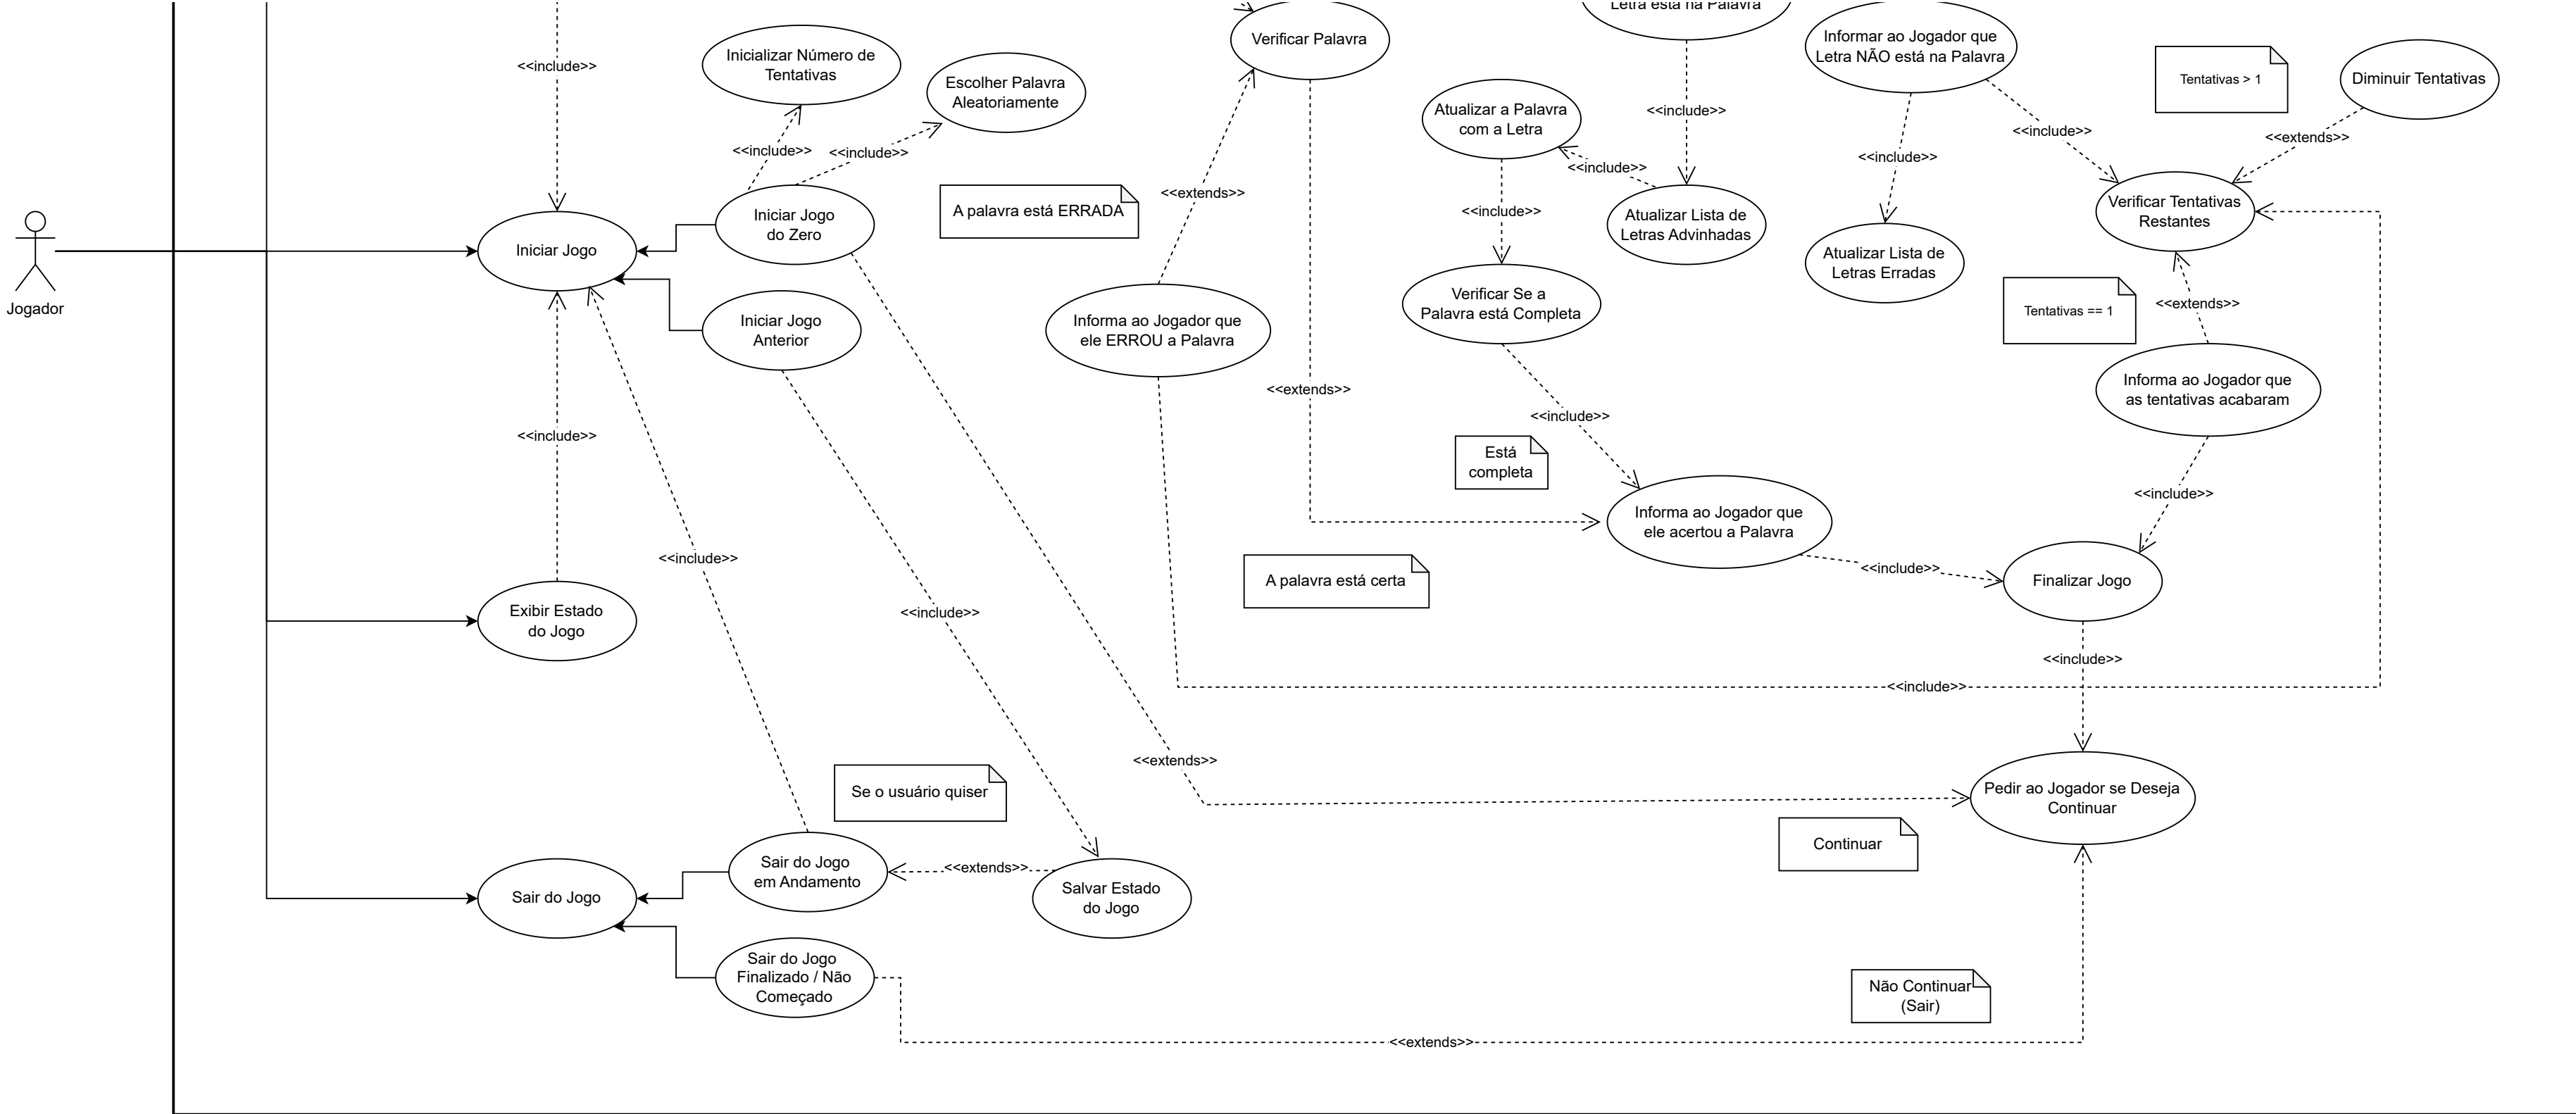 Letra está na Palavra
Verificar Palavra
Informar ao Jogador que
Letra NÃO está na Palavra
<<include>>
Inicializar Número de
Tentativas
Escolher Palavra
Aleatoriamente
Tentativas > 1
Diminuir Tentativas
Atualizar a Palavra
com a Letra
<<include>>
<<include>>
<<extends>>
<<include>>
<<include>>
<<include>>
<<include>>
<<extends>>
A palavra está ERRADA
<<include>>
Iniciar Jogo
do Zero
Atualizar Lista de
Letras Advinhadas
Verificar Tentativas
Restantes
Jogador
Iniciar Jogo
Atualizar Lista de
Letras Erradas
Iniciar Jogo
Anterior
Informa ao Jogador que
ele ERROU a Palavra
Verificar Se a
Palavra está Completa
<<extends>>
Tentativas == 1
<<extends>>
Informa ao Jogador que
as tentativas acabaram
<<include>>
<<include>>
Está
completa
<<include>>
Informa ao Jogador que
ele acertou a Palavra
<<include>>
<<include>>
A palavra está certa
Finalizar Jogo
Exibir Estado
do Jogo
<<include>>
<<include>>
<<include>>
<<extends>>
Se o usuário quiser
Pedir ao Jogador se Deseja
Continuar
Continuar
Sair do Jogo
Sair do Jogo
em Andamento
<<extends>>
Salvar Estado
do Jogo
Sair do Jogo
Finalizado / Não
Começado
Não Continuar
(Sair)
<<extends>>